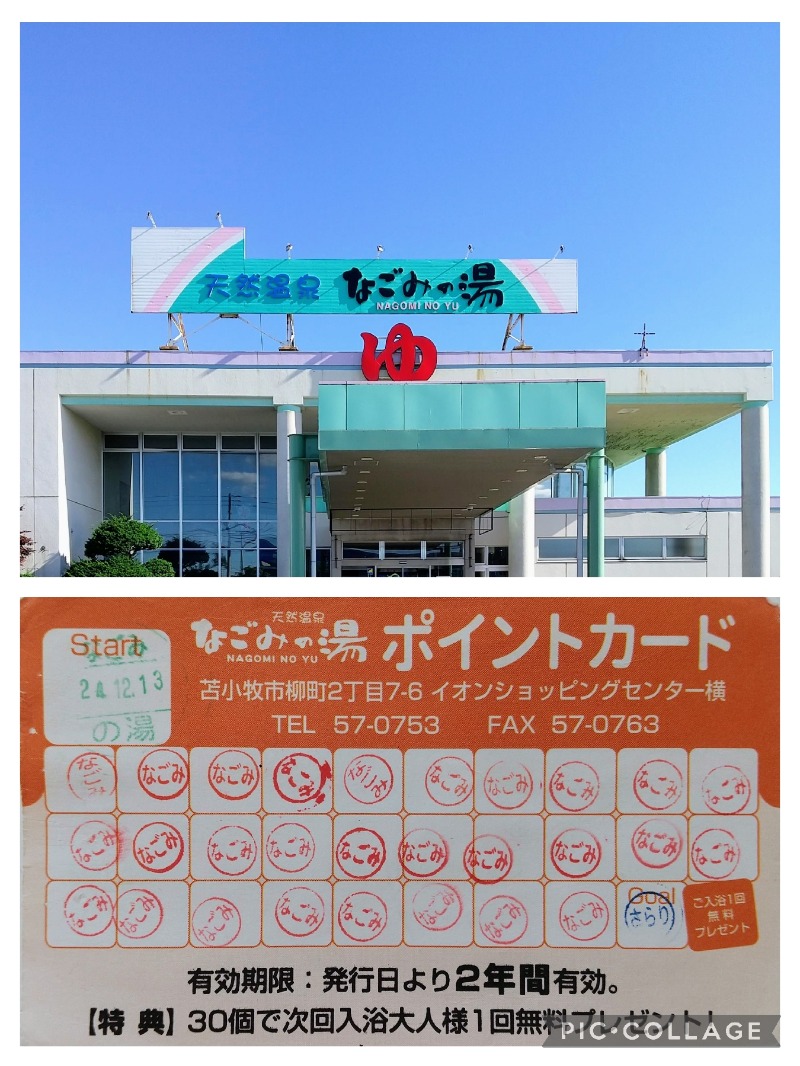 天然温泉 なごみの湯
NAGOMI NO YU
ゆ
天然温泉
なごみの湯 ポイントカード
NAGOMI NO YU
Start
なごみ
24.12.13
の湯
苫小牧市柳町2丁目7-6 イオンショッピングセンター横
TEL 57-0753 FAX 57-0763
なごみ なごみ なごみ なごみ なごみ なごみ なごみ なごみ なごみ
なごみ なごみ なごみ なごみ なごみ なごみ なごみ なごみ なごみ なごみ
なごみ なごみ なごみ なごみ なごみ なごみ なごみ なごみ
Goal
さらり
ご入浴1回
無料
プレゼント
有効期限：発行日より2年間有効。
【特典】30個で次回入浴大人様1回無料プレゼント！
PIC•COLLAGE